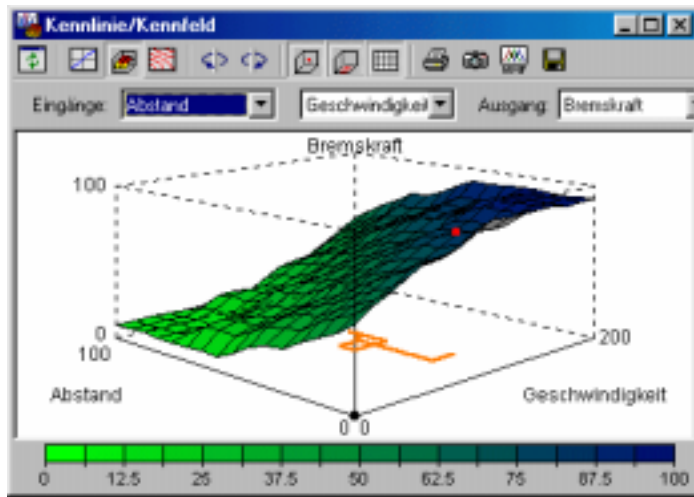 Kennlinie/Kennfeld
Eingänge: Abstand Geschwindigkeit Ausgang: Bremskraft
Bremskraft
100
0
100
200
Abstand
Geschwindigkeit
0 0
0 12.5 25 37.5 50 62.5 75 87.5 100